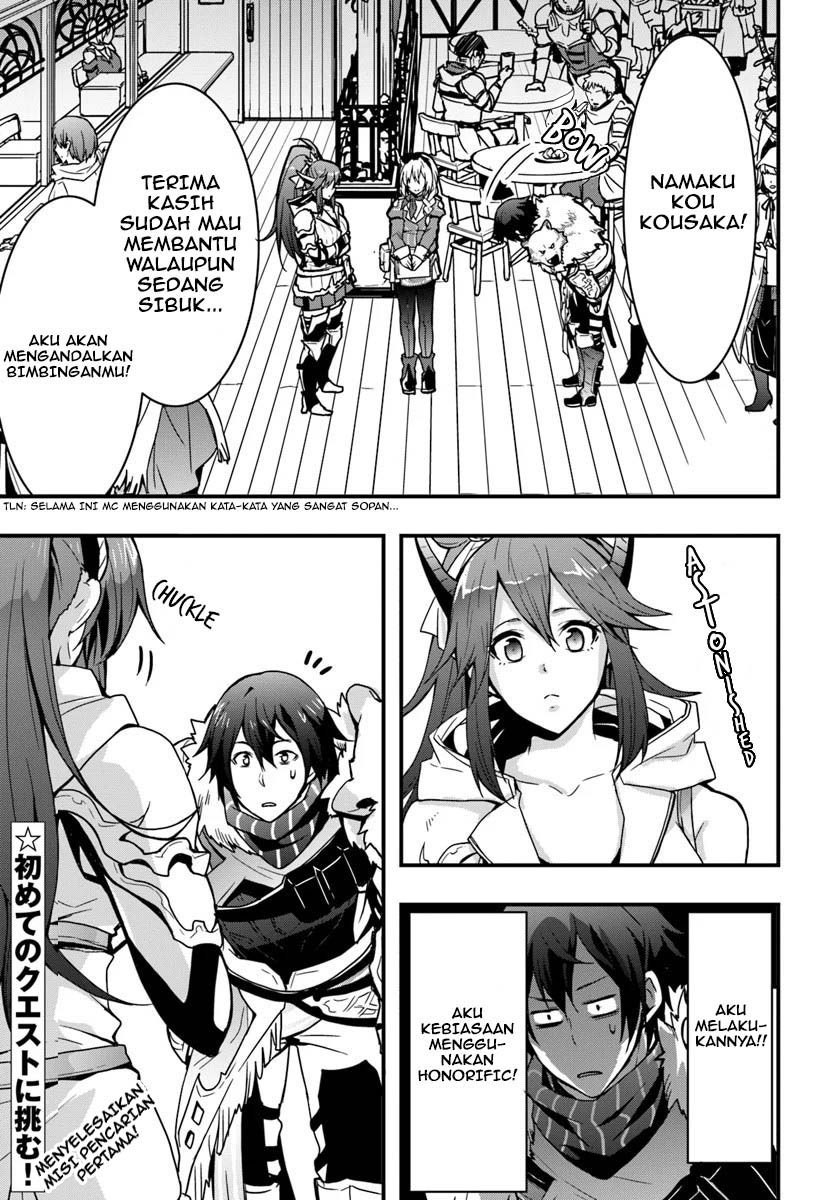 NAMAKU
KOU
KOUSAKA!
BOW
TERIMA
KASIH
SUDAH MAU
MEMBANTU
WALAUPUN
SEDANG
SIBUK...
AKU AKAN
MENGANDALKAN
BIMBINGANMU!
TLN: SELAMA INI MC MENGGUNAKAN KATA-KATA YANG SANGAT SOPAN...
ASTONISHED
AKU
MELAKU-
KANNYA!!
AKU
KEBIASAAN
MENGGU-
NAKAN
HONORIFIC!
CHUCKLE
☆初めてのクエストに挑む！
MENYELESAIKAN
MISI PENCARIAN
PERTAMA!